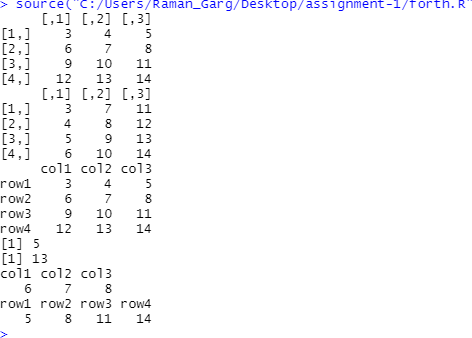 > source("C:/Users/Raman_Garg/Desktop/assignment-1/forth.R"
     [,1] [,2] [,3]
[1,]    3    4    5
[2,]    6    7    8
[3,]    9   10   11
[4,]   12   13   14
     [,1] [,2] [,3]
[1,]    3    7   11
[2,]    4    8   12
[3,]    5    9   13
[4,]    6   10   14
     col1 col2 col3
row1    3    4    5
row2    6    7    8
row3    9   10   11
row4   12   13   14
[1] 5
[1] 13
col1 col2 col3
   6    7    8
row1 row2 row3 row4
   5    8   11   14
>